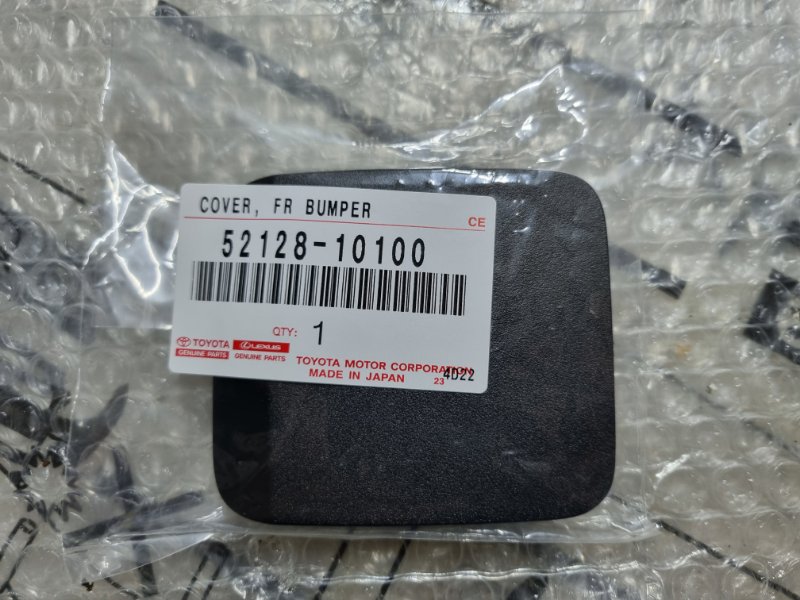 COVER, FR BUMPER
CE
52128-10100
QTY: 1
TOYOTA LEXUS
GENUINE PARTS GENUINE PARTS
TOYOTA MOTOR CORPORATION
MADE IN JAPAN 23 4D22